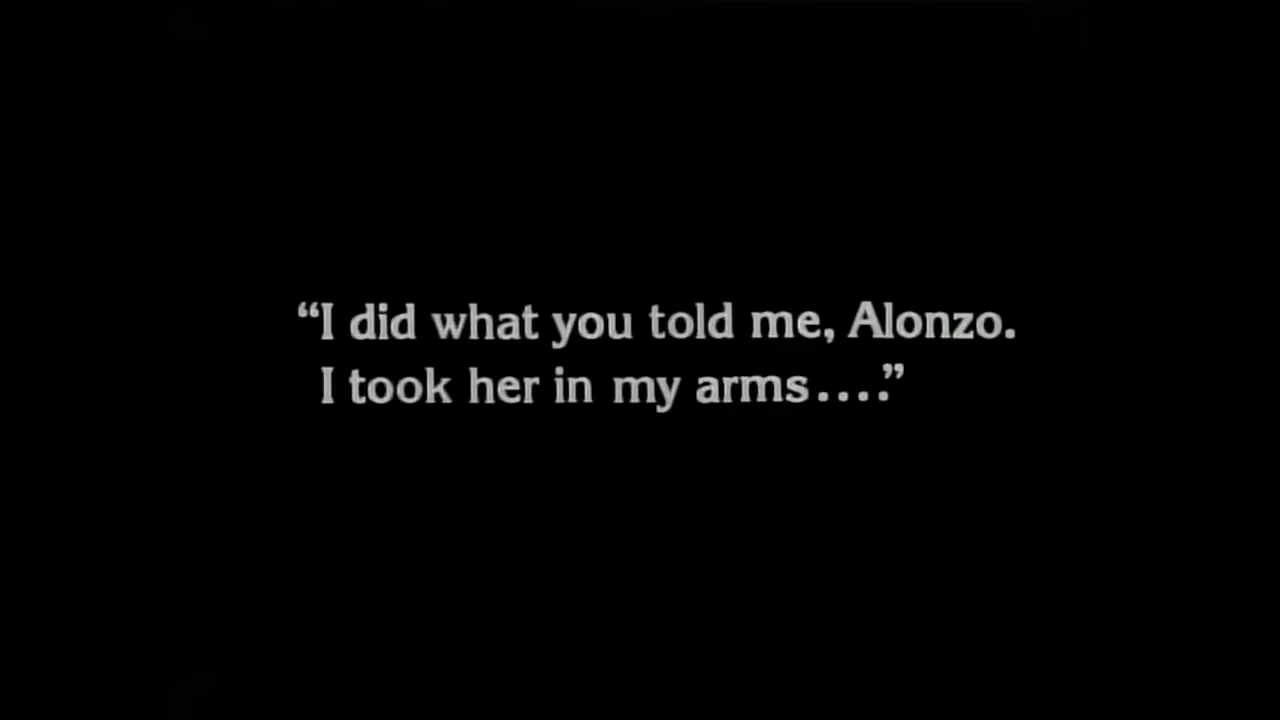 “I did what you told me, Alonzo.
I took her in my arms....”